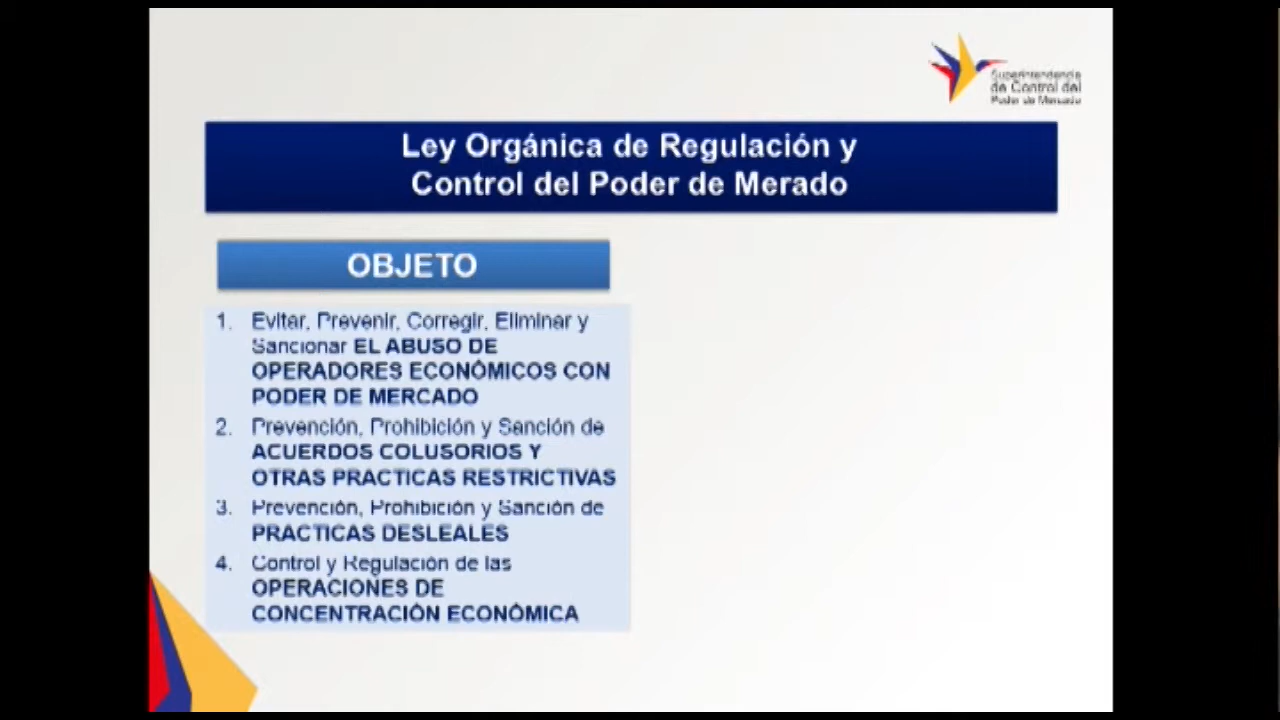 Superintendencia
de Control del
Poder de Mercado
Ley Orgánica de Regulación y
Control del Poder de Merado
OBJETO
1. Evitar, Prevenir, Corregir, Eliminar y
Sancionar EL ABUSO DE
OPERADORES ECONÓMICOS CON
PODER DE MERCADO
2. Prevención, Prohibición y Sanción de
ACUERDOS COLUSORIOS Y
OTRAS PRACTICAS RESTRICTIVAS
3. Prevención, Prohibición y Sanción de
PRACTICAS DESLEALES
4. Control y Regulación de las
OPERACIONES DE
CONCENTRACIÓN ECONÓMICA